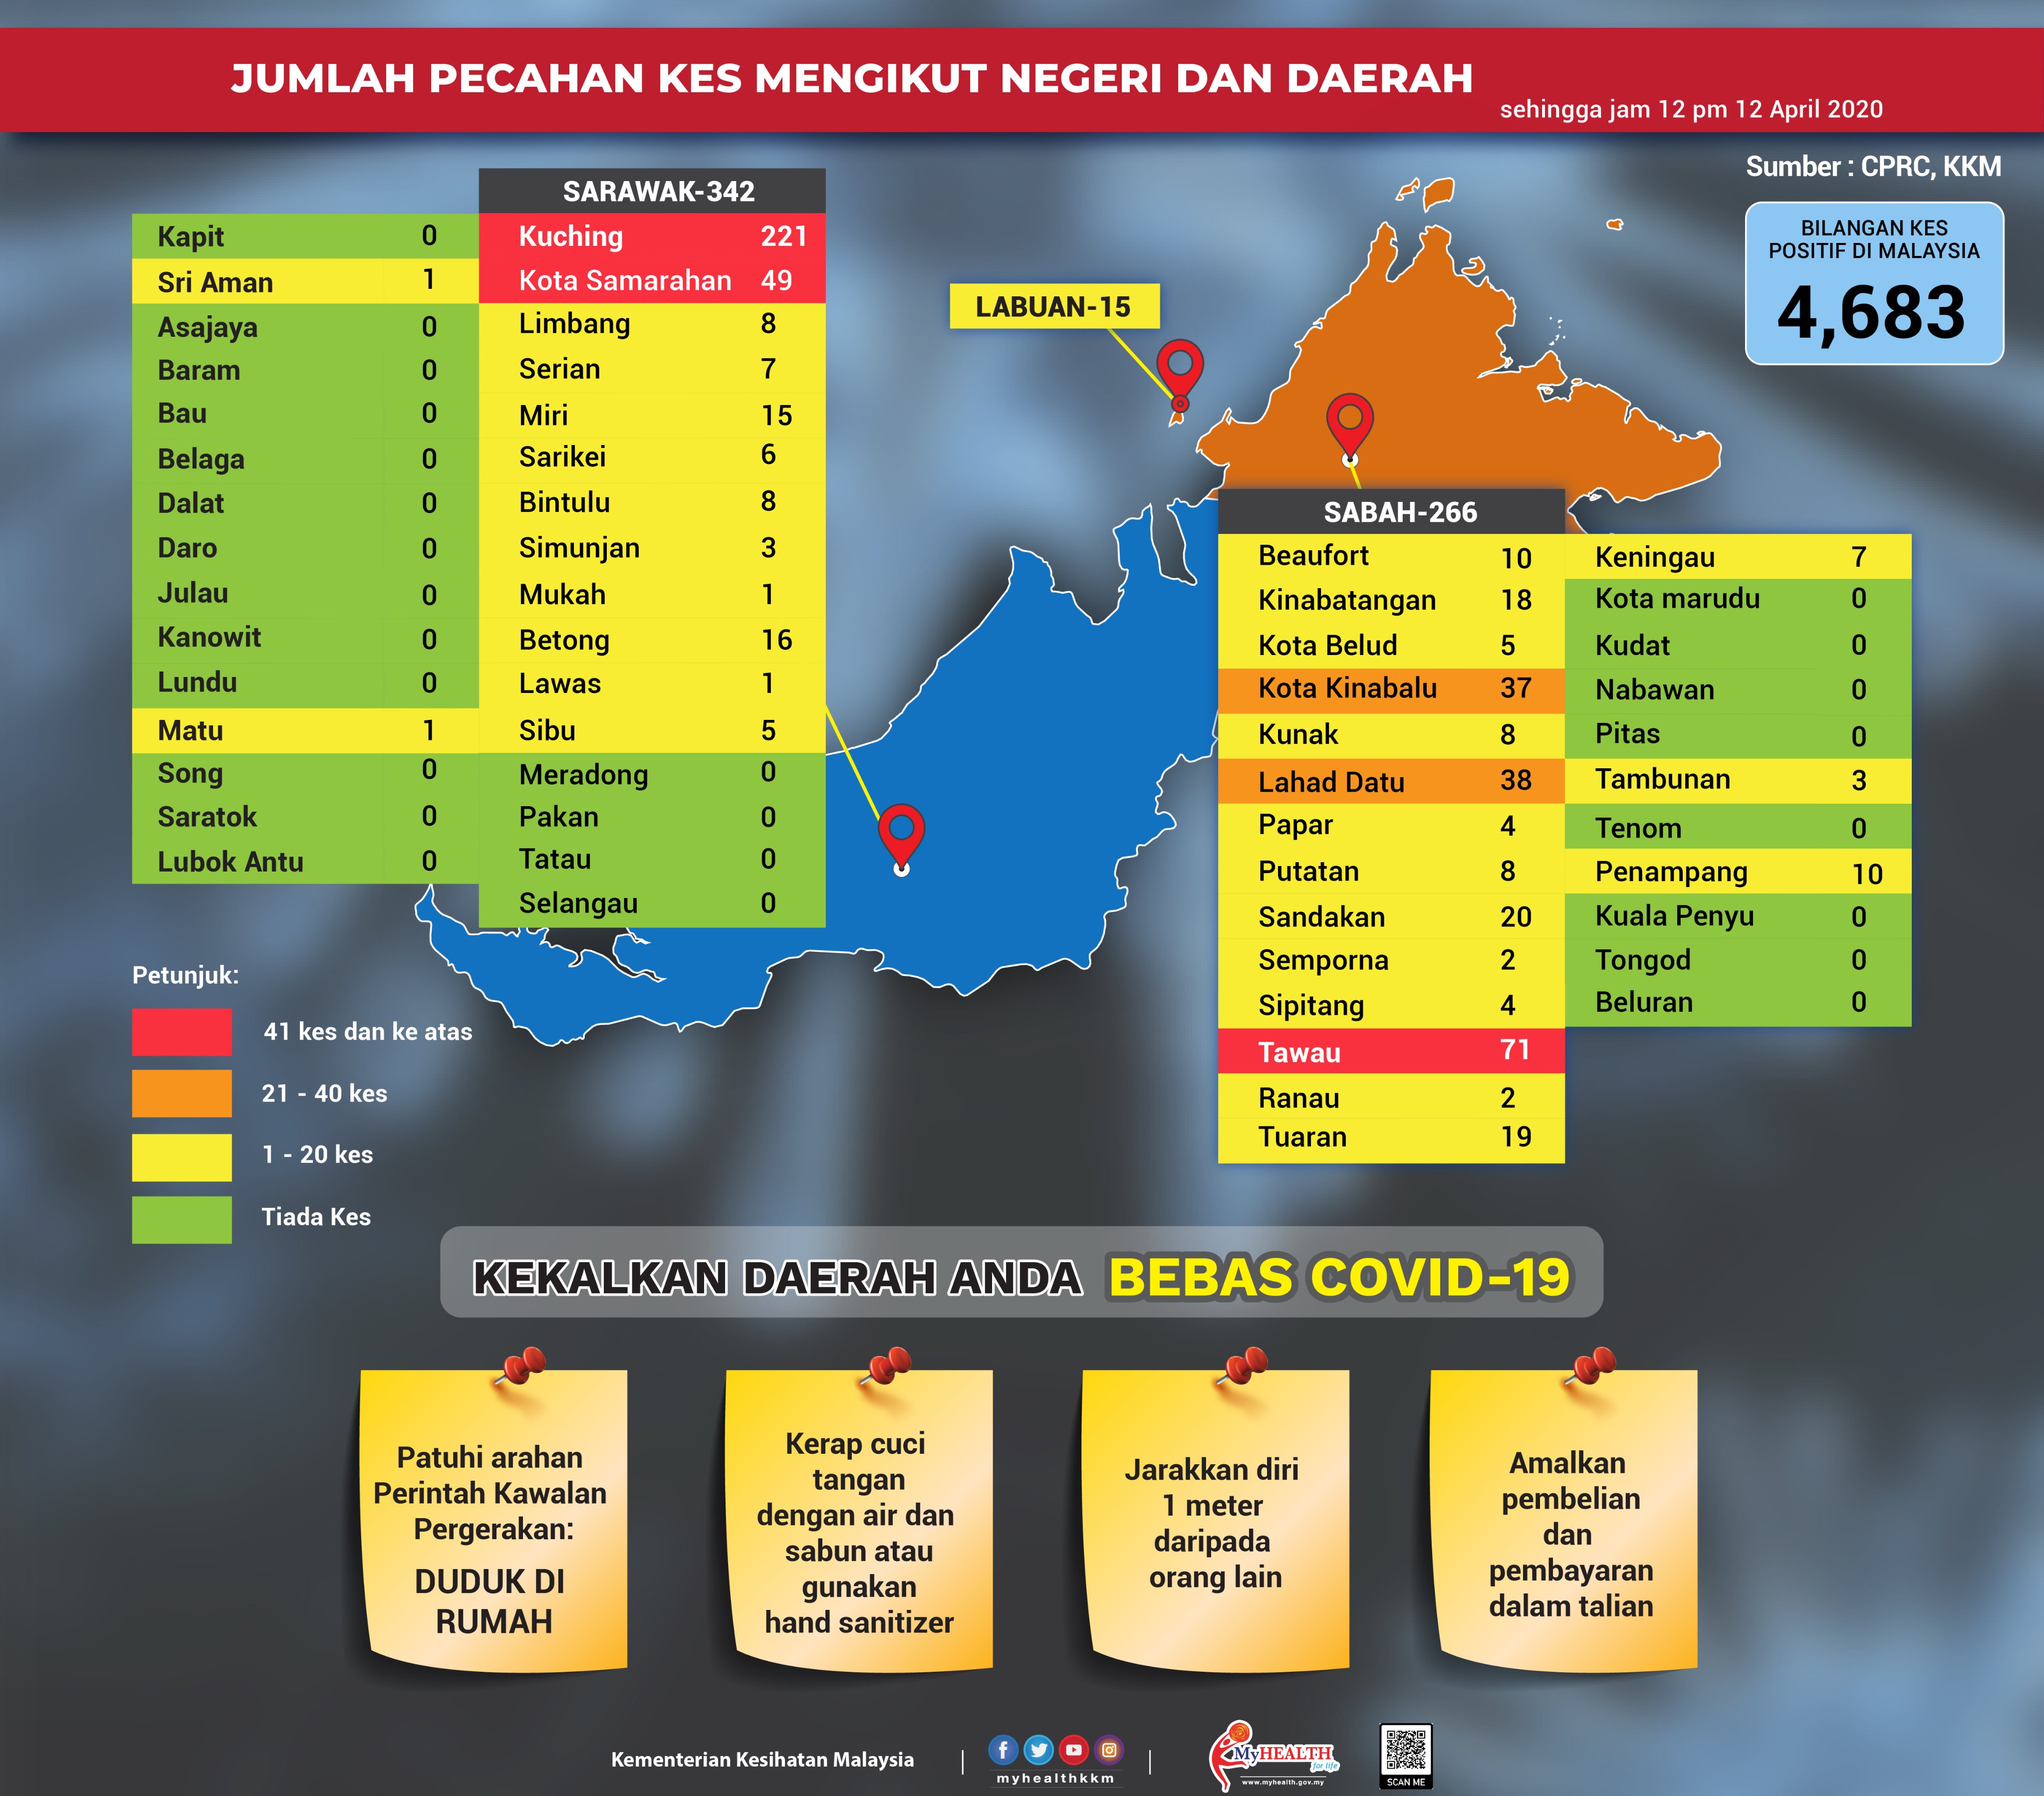 JUMLAH PECAHAN KES MENGIKUT NEGERI DAN DAERAH
sehingga jam 12 pm 12 April 2020
Sumber : CPRC, KKM
BILANGAN KES
POSITIF DI MALAYSIA
4,683
Kapit 0
Sri Aman 1
Asajaya 0
Baram 0
Bau 0
Belaga 0
Dalat 0
Daro 0
Julau 0
Kanowit 0
Lundu 0
Matu 1
Song 0
Saratok 0
Lubok Antu 0
SARAWAK-342
Kuching 221
Kota Samarahan 49
Limbang 8
Serian 7
Miri 15
Sarikei 6
Bintulu 8
Simunjan 3
Mukah 1
Betong 16
Lawas 1
Sibu 5
Meradong 0
Pakan 0
Tatau 0
Selangau 0
LABUAN-15
SABAH-266
Beaufort 10
Kinabatangan 18
Kota Belud 5
Kota Kinabalu 37
Kunak 8
Lahad Datu 38
Papar 4
Putatan 8
Sandakan 20
Semporna 2
Sipitang 4
Tawau 71
Ranau 2
Tuaran 19
Keningau 7
Kota marudu 0
Kudat 0
Nabawan 0
Pitas 0
Tambunan 3
Tenom 0
Penampang 10
Kuala Penyu 0
Tongod 0
Beluran 0
Petunjuk:
41 kes dan ke atas
21 - 40 kes
1 - 20 kes
Tiada Kes
KEKALKAN DAERAH ANDA BEBAS COVID-19
Patuhi arahan
Perintah Kawalan
Pergerakan:
DUDUK DI
RUMAH
Kerap cuci
tangan
dengan air dan
sabun atau
gunakan
hand sanitizer
Jarakkan diri
1 meter
daripada
orang lain
Amalkan
pembelian
dan
pembayaran
dalam talian
Kementerian Kesihatan Malaysia
myhealthkkm
MyHEALTH
for life
www.myhealth.gov.my
SCAN ME